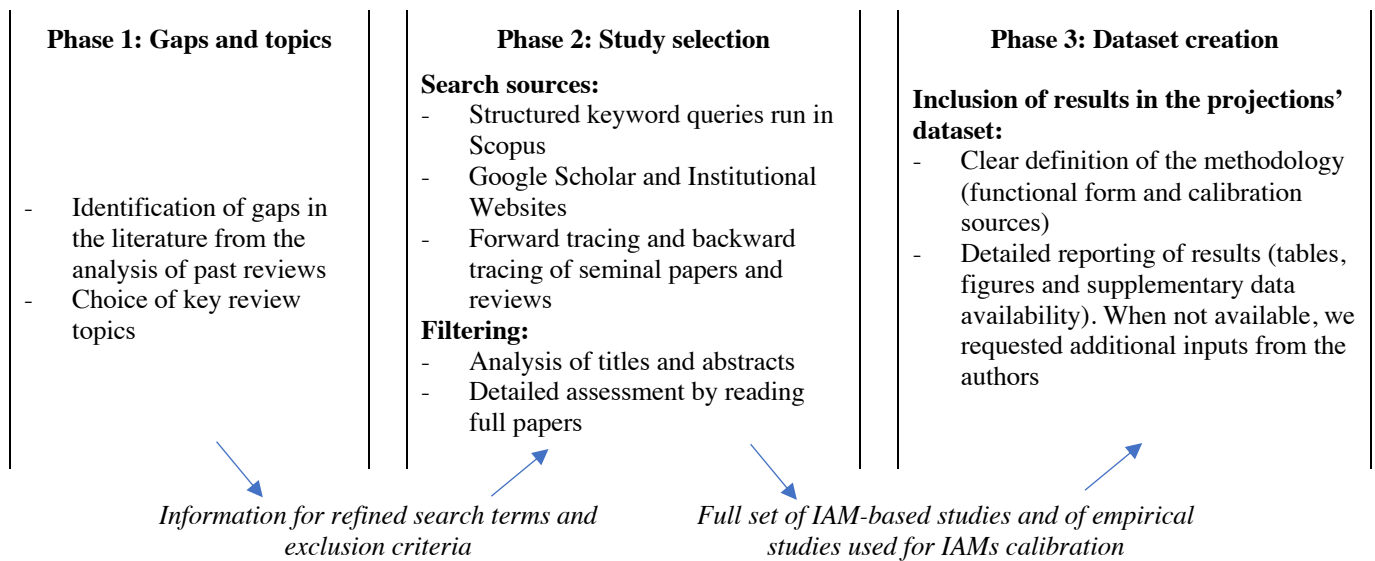 Phase 1: Gaps and topics
- Identification of gaps in
the literature from the
analysis of past reviews
- Choice of key review
topics
Phase 2: Study selection
Search sources:
- Structured keyword queries run in
Scopus
- Google Scholar and Institutional
Websites
- Forward tracing and backward
tracing of seminal papers and
reviews
Filtering:
- Analysis of titles and abstracts
- Detailed assessment by reading
full papers
Phase 3: Dataset creation
Inclusion of results in the projections’
dataset:
- Clear definition of the methodology
(functional form and calibration
sources)
- Detailed reporting of results (tables,
figures and supplementary data
availability). When not available, we
requested additional inputs from the
authors
Information for refined search terms and
exclusion criteria
Full set of IAM-based studies and of empirical
studies used for IAMs calibration